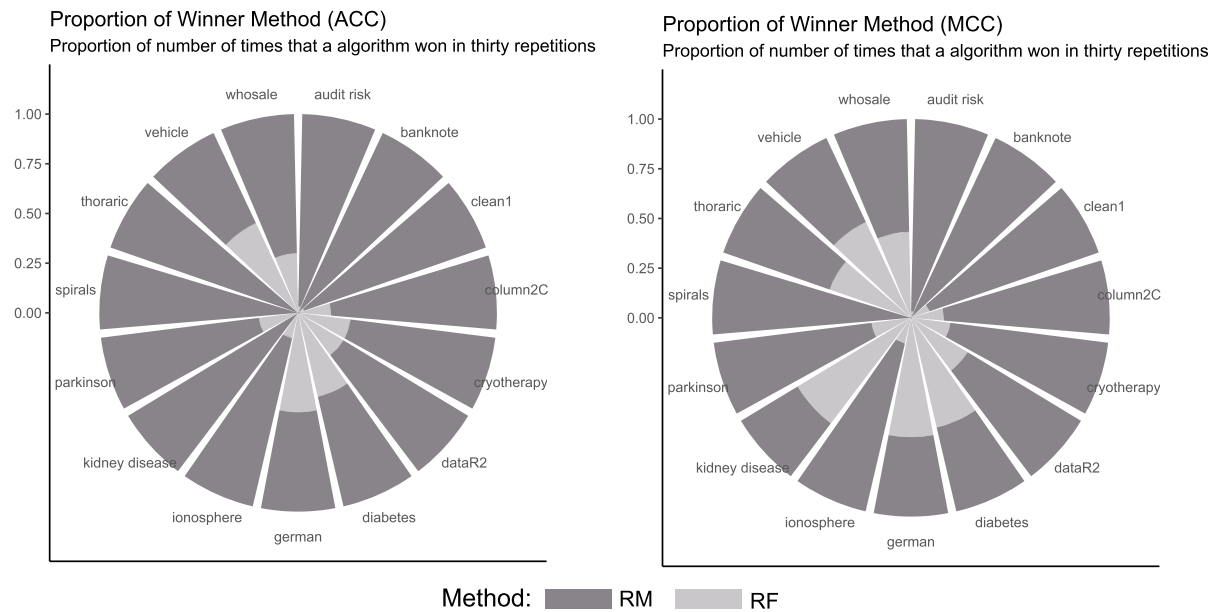 Proportion of Winner Method (ACC)
Proportion of number of times that a algorithm won in thirty repetitions
1.00
0.75
0.50
0.25
0.00
whosale
audit risk
vehicle
banknote
thoraric
clean1
spirals
column2C
parkinson
cryotherapy
kidney disease
dataR2
ionosphere
diabetes
german
Proportion of Winner Method (MCC)
Proportion of number of times that a algorithm won in thirty repetitions
1.00
0.75
0.50
0.25
0.00
whosale
audit risk
vehicle
banknote
thoraric
clean1
spirals
column2C
parkinson
cryotherapy
kidney disease
dataR2
ionosphere
diabetes
german
Method: RM RF